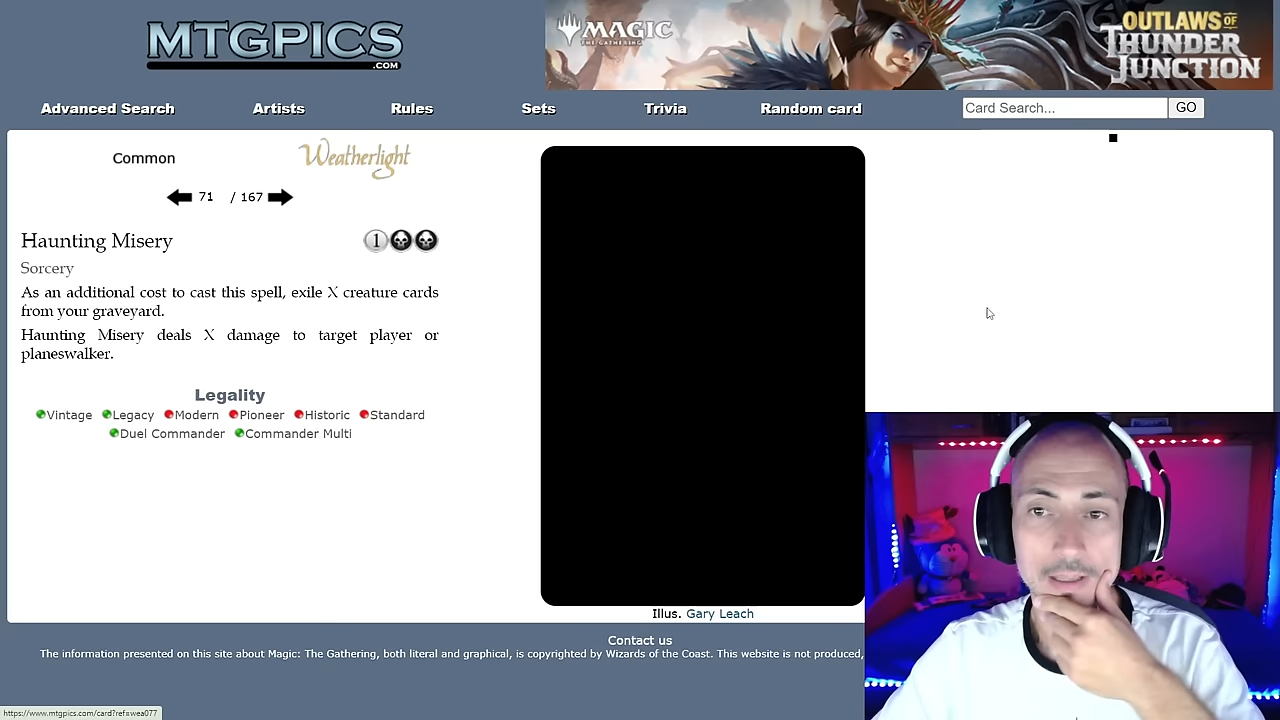 MTGPICS
.COM
MAGIC
THE GATHERING
OUTLAWS OF
THUNDER
JUNCTION
Advanced Search
Artists
Rules
Sets
Trivia
Random card
Card Search...
GO
Common
Weatherlight
71 / 167
Haunting Misery
1
Sorcery
As an additional cost to cast this spell, exile X creature cards
from your graveyard.
Haunting Misery deals X damage to target player or
planeswalker.
Legality
Vintage Legacy Modern Pioneer Historic Standard
Duel Commander Commander Multi
Illus. Gary Leach
Contact us
The information presented on this site about Magic: The Gathering, both literal and graphical, is copyrighted by Wizards of the Coast. This website is not produced,
https://www.mtgpics.com/card?ref=wea077